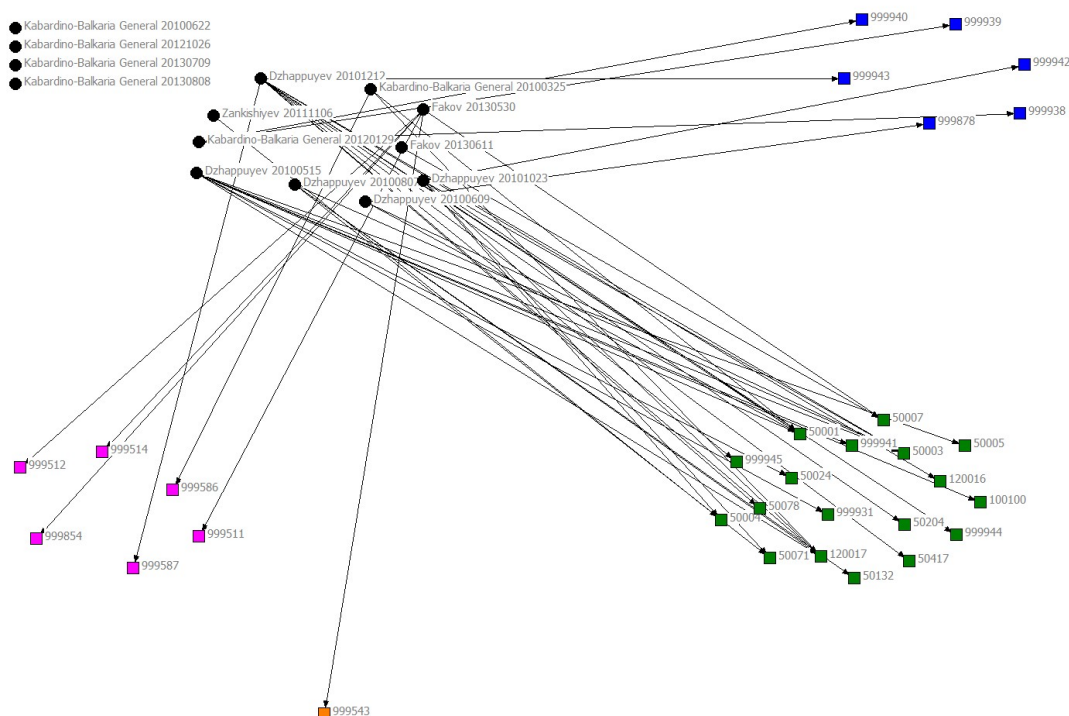 Kabardino-Balkaria General 20100622
Kabardino-Balkaria General 20121026
Kabardino-Balkaria General 20130709
Kabardino-Balkaria General 20130808
999940
999939
999942
Dzhappuyev 20101212
999943
Kabardino-Balkaria General 20100325
Fakov 20130530
Zankishiyev 20111106
999938
999878
Kabardino-Balkaria General 20120129
Fakov 20130611
Dzhappuyev 20100515
Dzhappuyev 20100807
Dzhappuyev 20101023
Dzhappuyev 20100609
50007
50001
999941
50005
50003
999514
999512
999945
50024
120016
999586
100100
50078
999931
50004
50204
999944
999854
999511
50071
120017
50417
999587
50132
999543